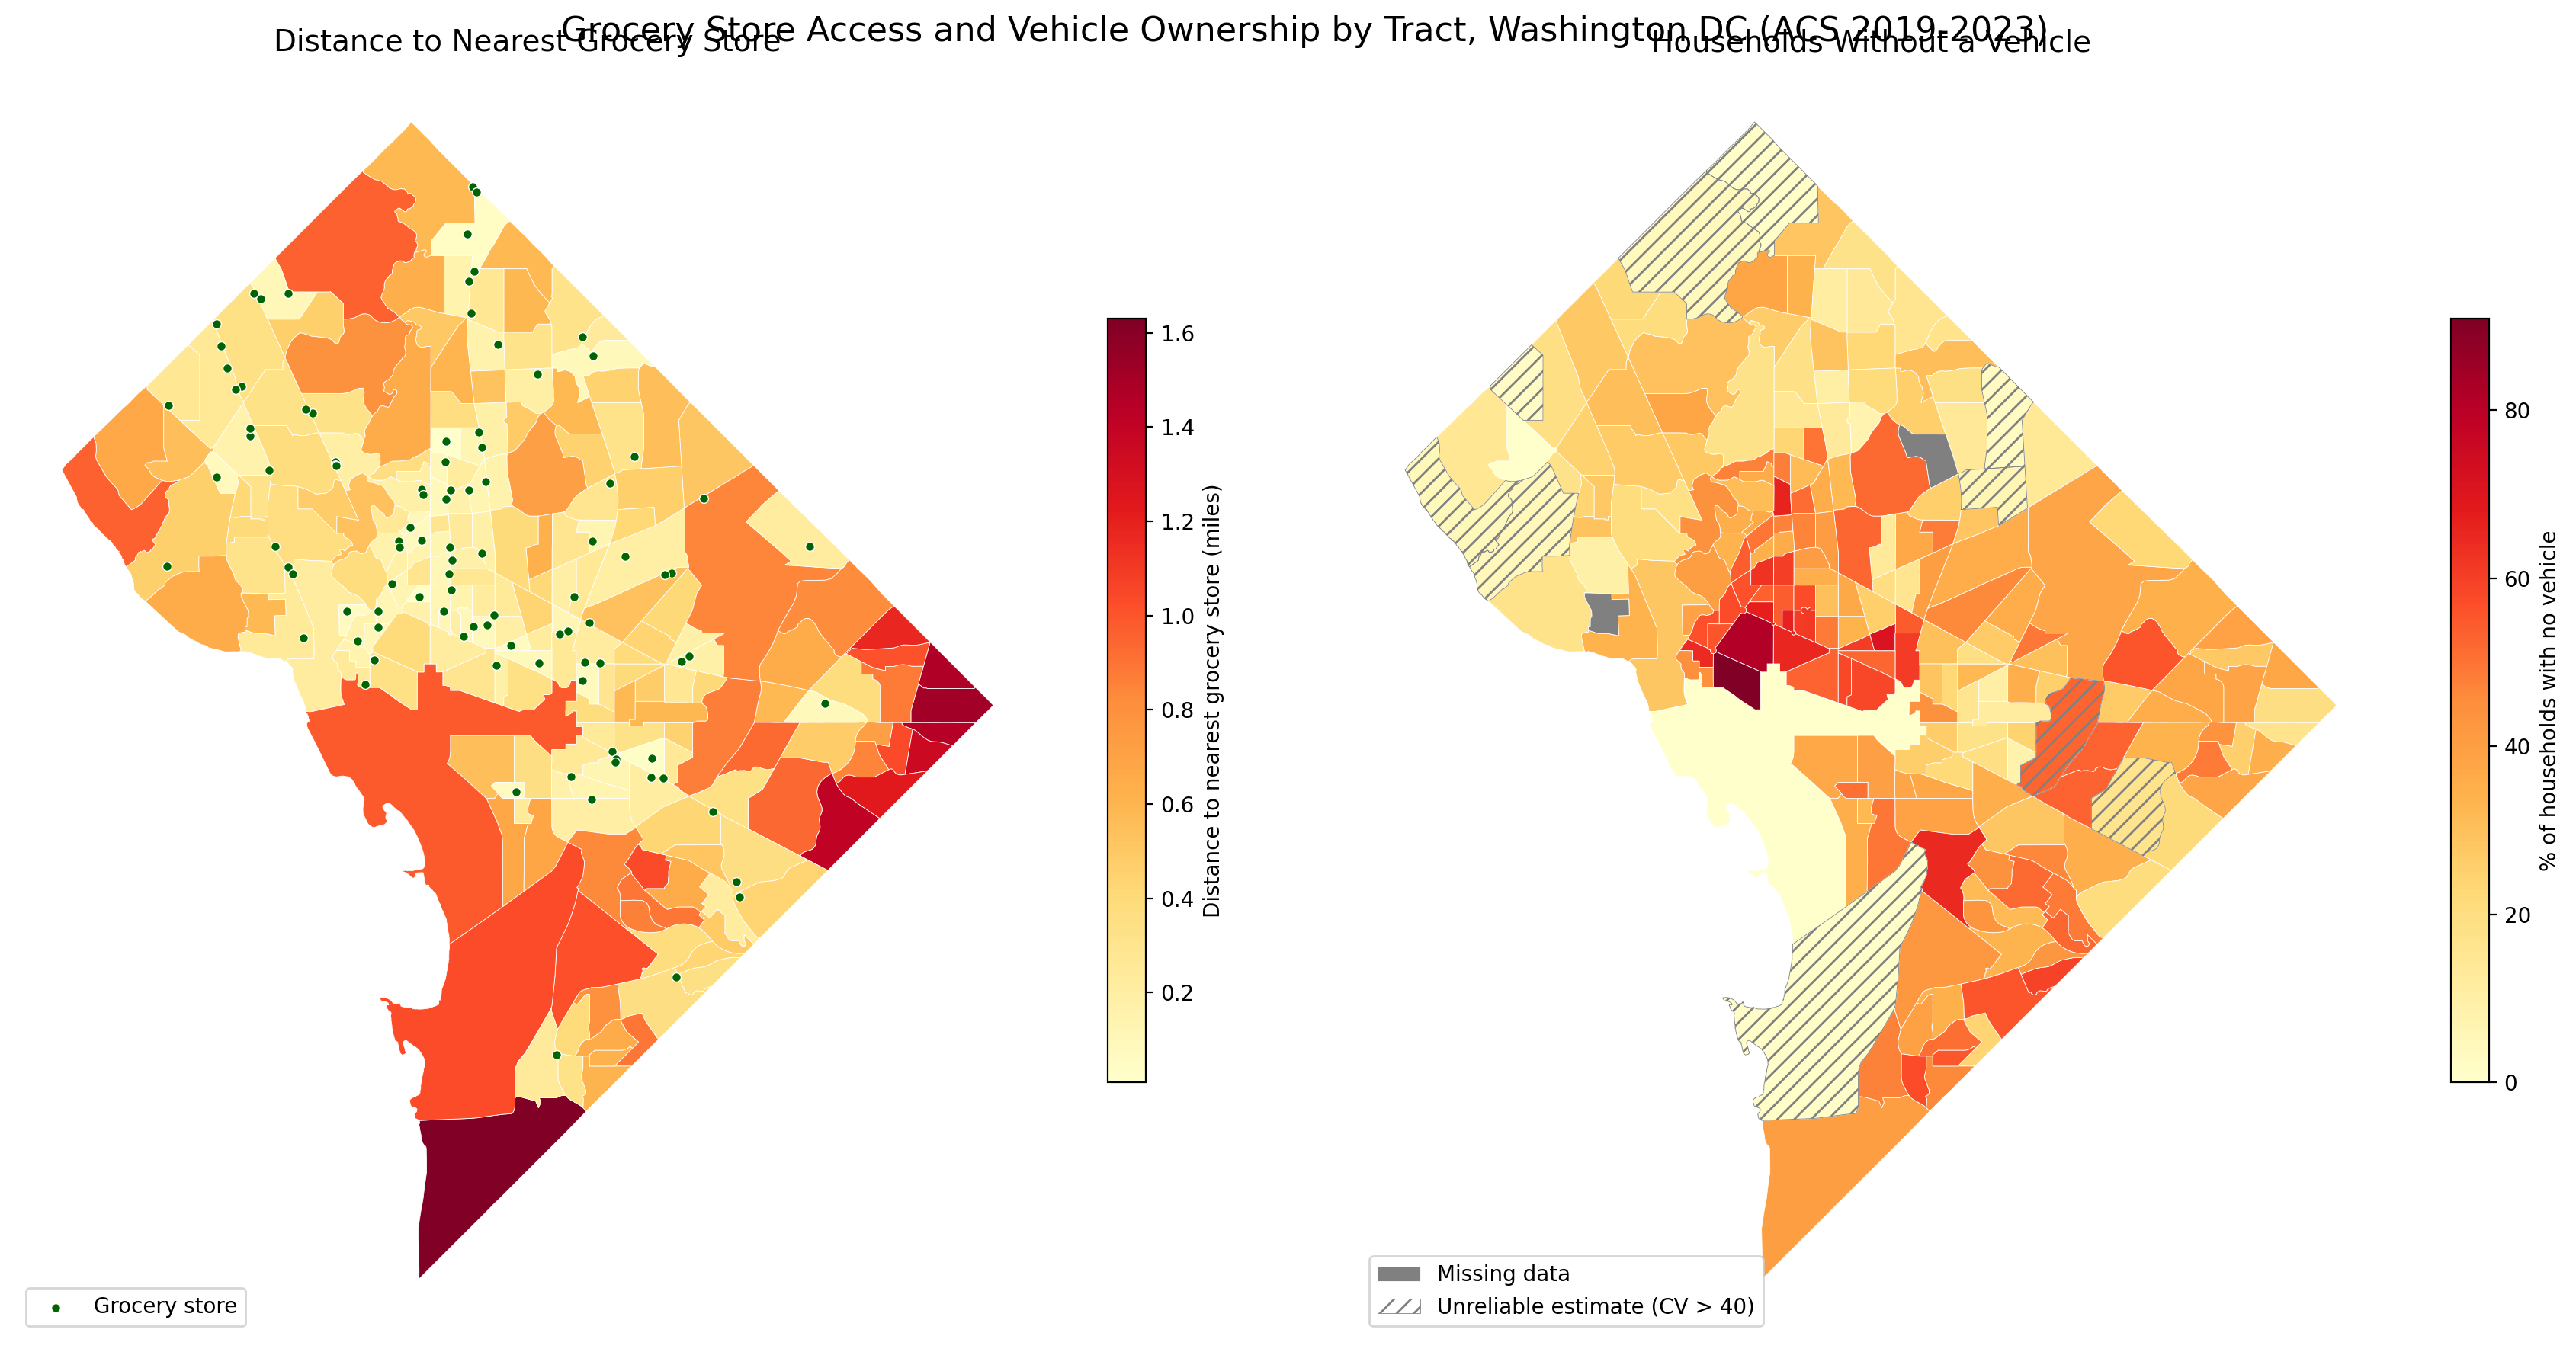 Grocery Store Access and Vehicle Ownership by Tract, Washington DC (ACS 2019-2023)
Distance to Nearest Grocery Store
Households Without a Vehicle
1.6
1.4
1.2
1.0
0.8
0.6
0.4
0.2
Distance to nearest grocery store (miles)
80
60
40
20
0
% of households with no vehicle
Grocery store
Missing data
Unreliable estimate (CV > 40)